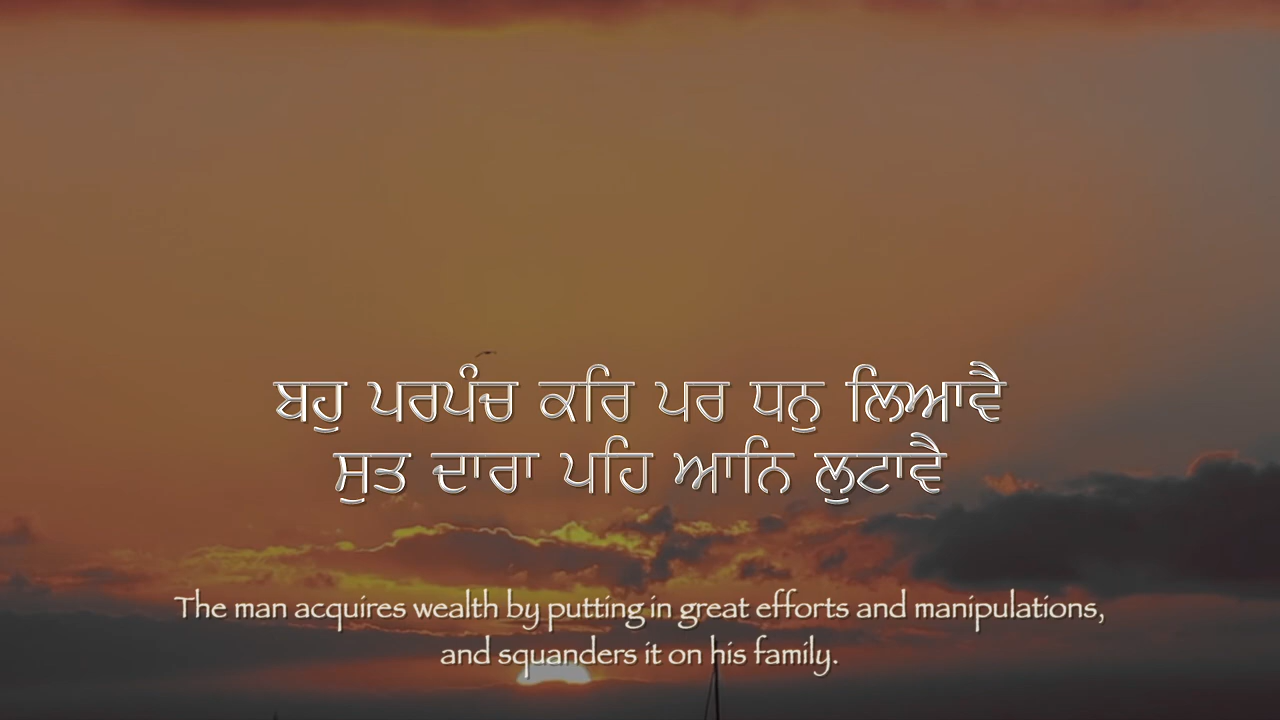 ਬਹੁ ਪਰਪੰਚ ਕਰਿ ਪਰ ਧਨੁ ਲਿਆਵੈ
ਸੁਤ ਦਾਰਾ ਪਹਿ ਆਨਿ ਲੁਟਾਵੈ
The man acquires wealth by putting in great efforts and manipulations,
and squanders it on his family.